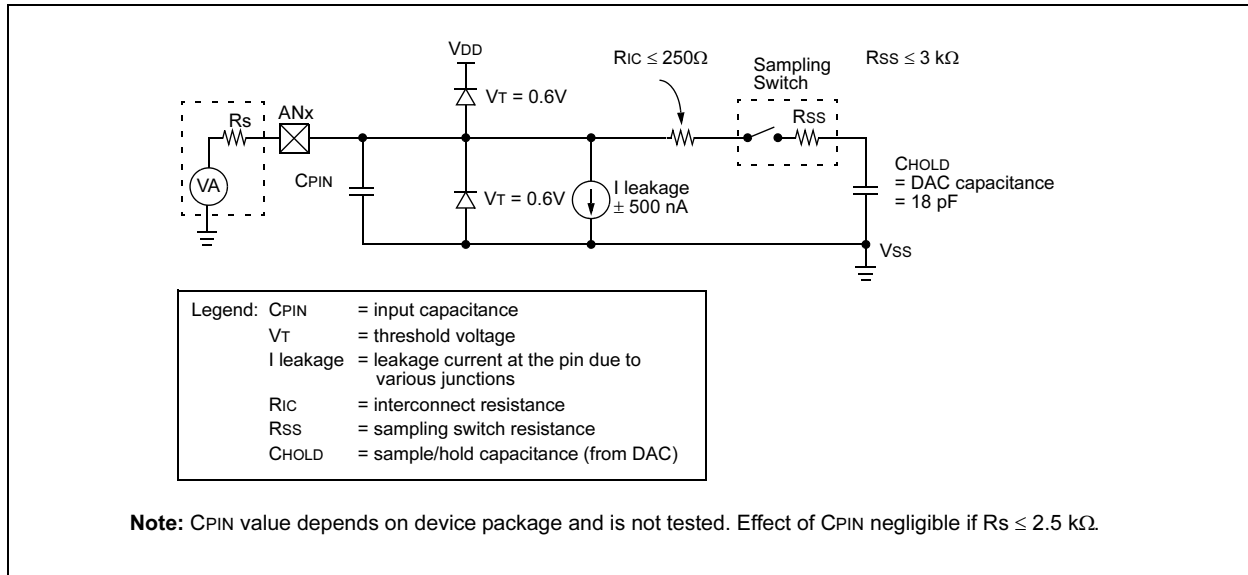 VDD
RIC ≤ 250Ω
Sampling
Switch
RSS ≤ 3 kΩ
VT = 0.6V
Rs
ANx
RSS
VA
CPIN
VT = 0.6V
I leakage
± 500 nA
CHOLD
= DAC capacitance
= 18 pF
VSS
Legend: CPIN = input capacitance
VT = threshold voltage
I leakage = leakage current at the pin due to
various junctions
RIC = interconnect resistance
RSS = sampling switch resistance
CHOLD = sample/hold capacitance (from DAC)
Note: CPIN value depends on device package and is not tested. Effect of CPIN negligible if Rs ≤ 2.5 kΩ.